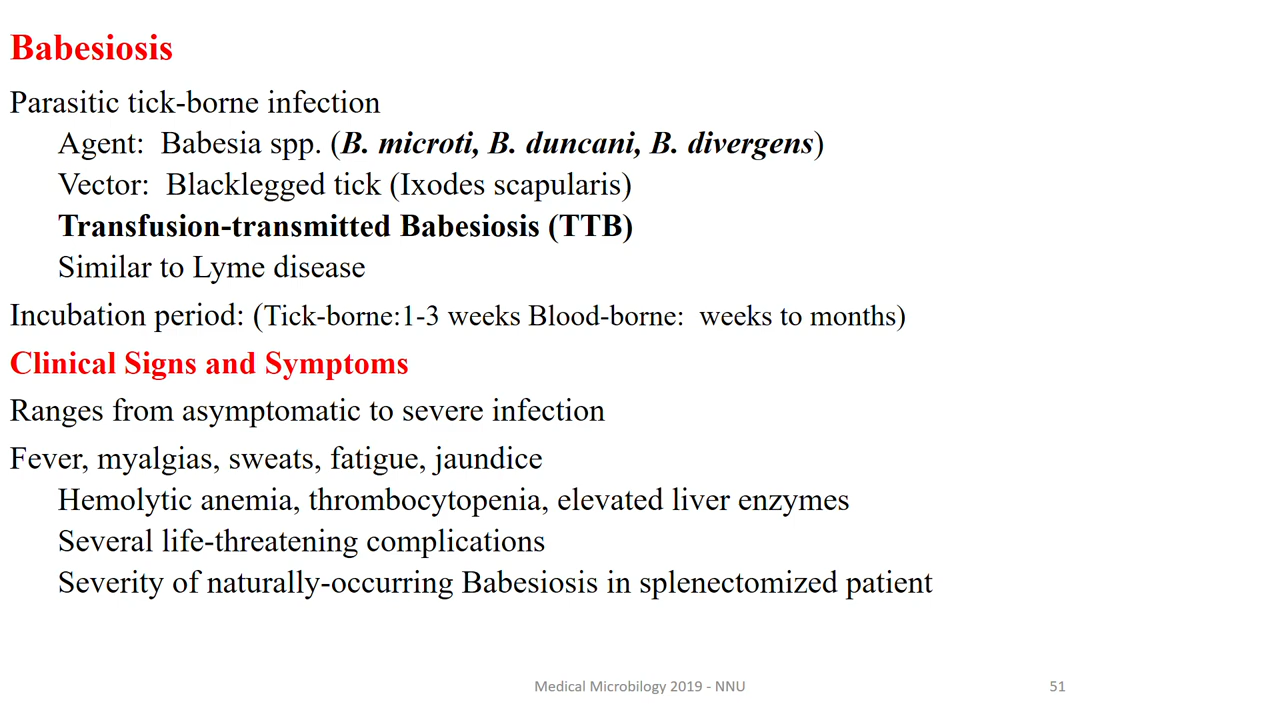 Babesiosis
Parasitic tick-borne infection
Agent:  Babesia spp. (B. microti, B. duncani, B. divergens)
Vector:  Blacklegged tick (Ixodes scapularis)
Transfusion-transmitted Babesiosis (TTB)
Similar to Lyme disease
Incubation period: (Tick-borne:1-3 weeks Blood-borne:  weeks to months)
Clinical Signs and Symptoms
Ranges from asymptomatic to severe infection
Fever, myalgias, sweats, fatigue, jaundice
Hemolytic anemia, thrombocytopenia, elevated liver enzymes
Several life-threatening complications
Severity of naturally-occurring Babesiosis in splenectomized patient
Medical Microbilogy 2019 - NNU
51